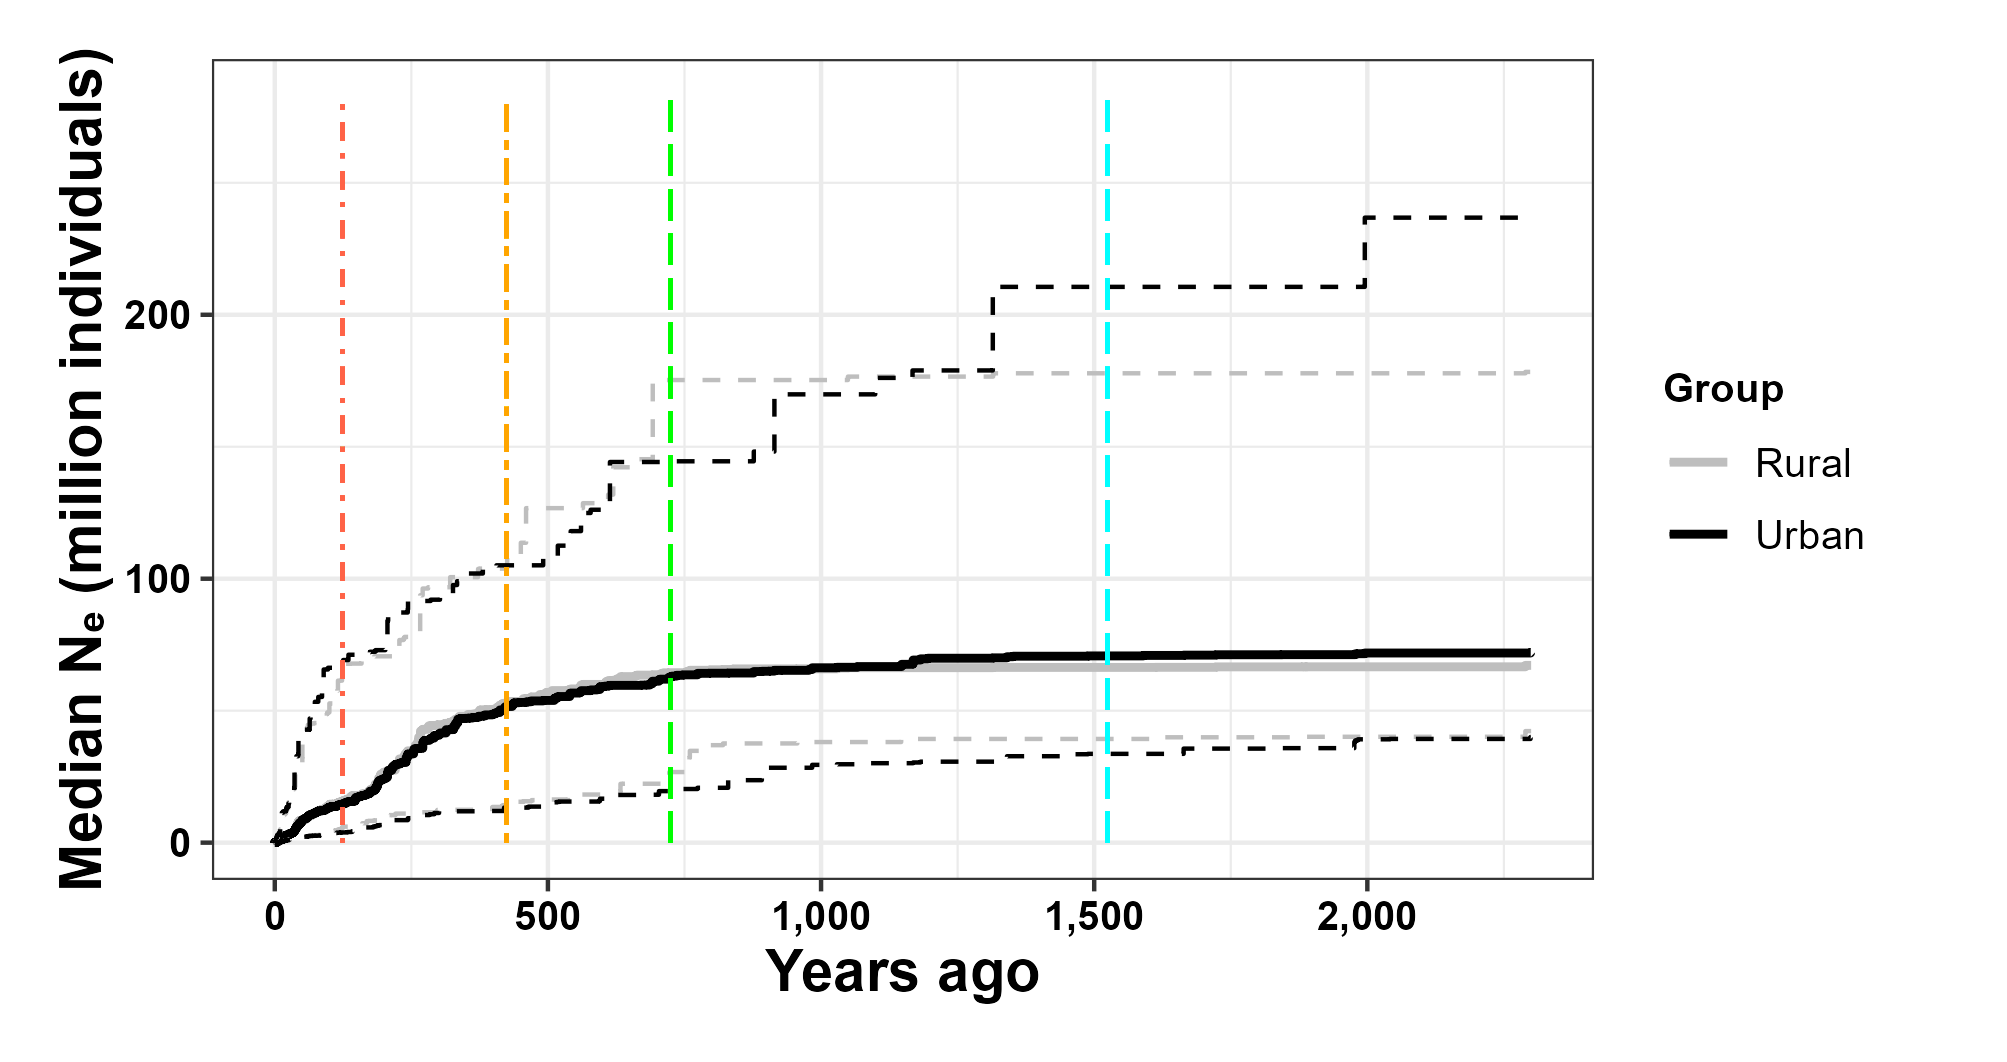 Median Ne (million individuals)
200
100
0
0
500
1,000
1,500
2,000
Years ago
Group
Rural
Urban